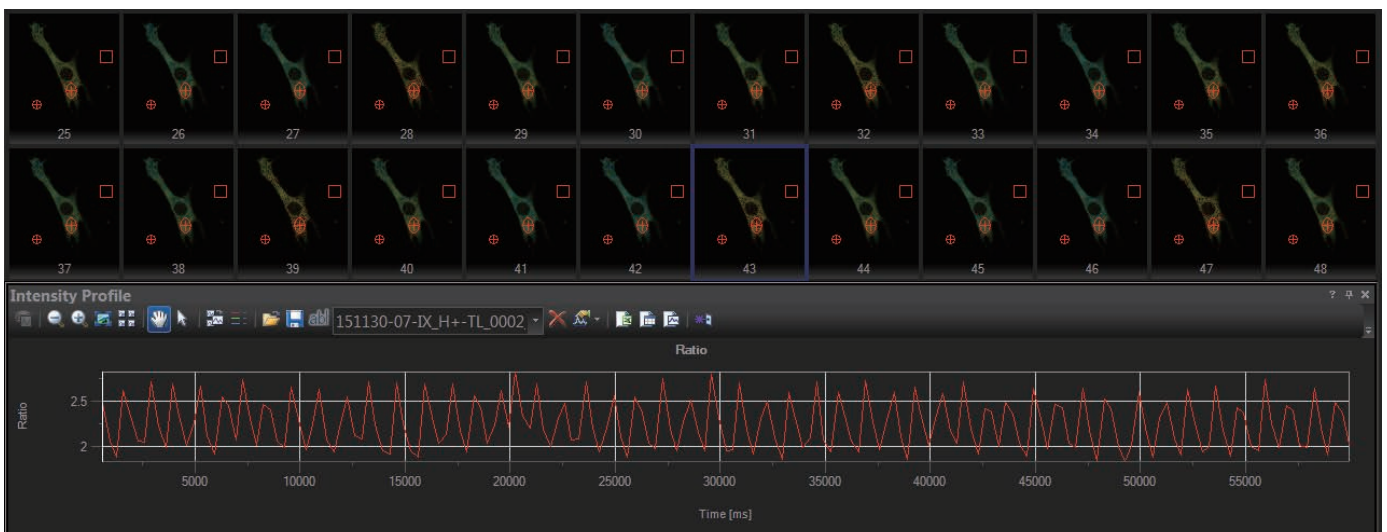 25 26 27 28 29 30 31 32 33 34 35 36
37 38 39 40 41 42 43 44 45 46 47 48
Intensity Profile
151130-07-IX_H+-TL_0002
Ratio
Ratio
2.5
2
5000 10000 15000 20000 25000 30000 35000 40000 45000 50000 55000
Time [ms]